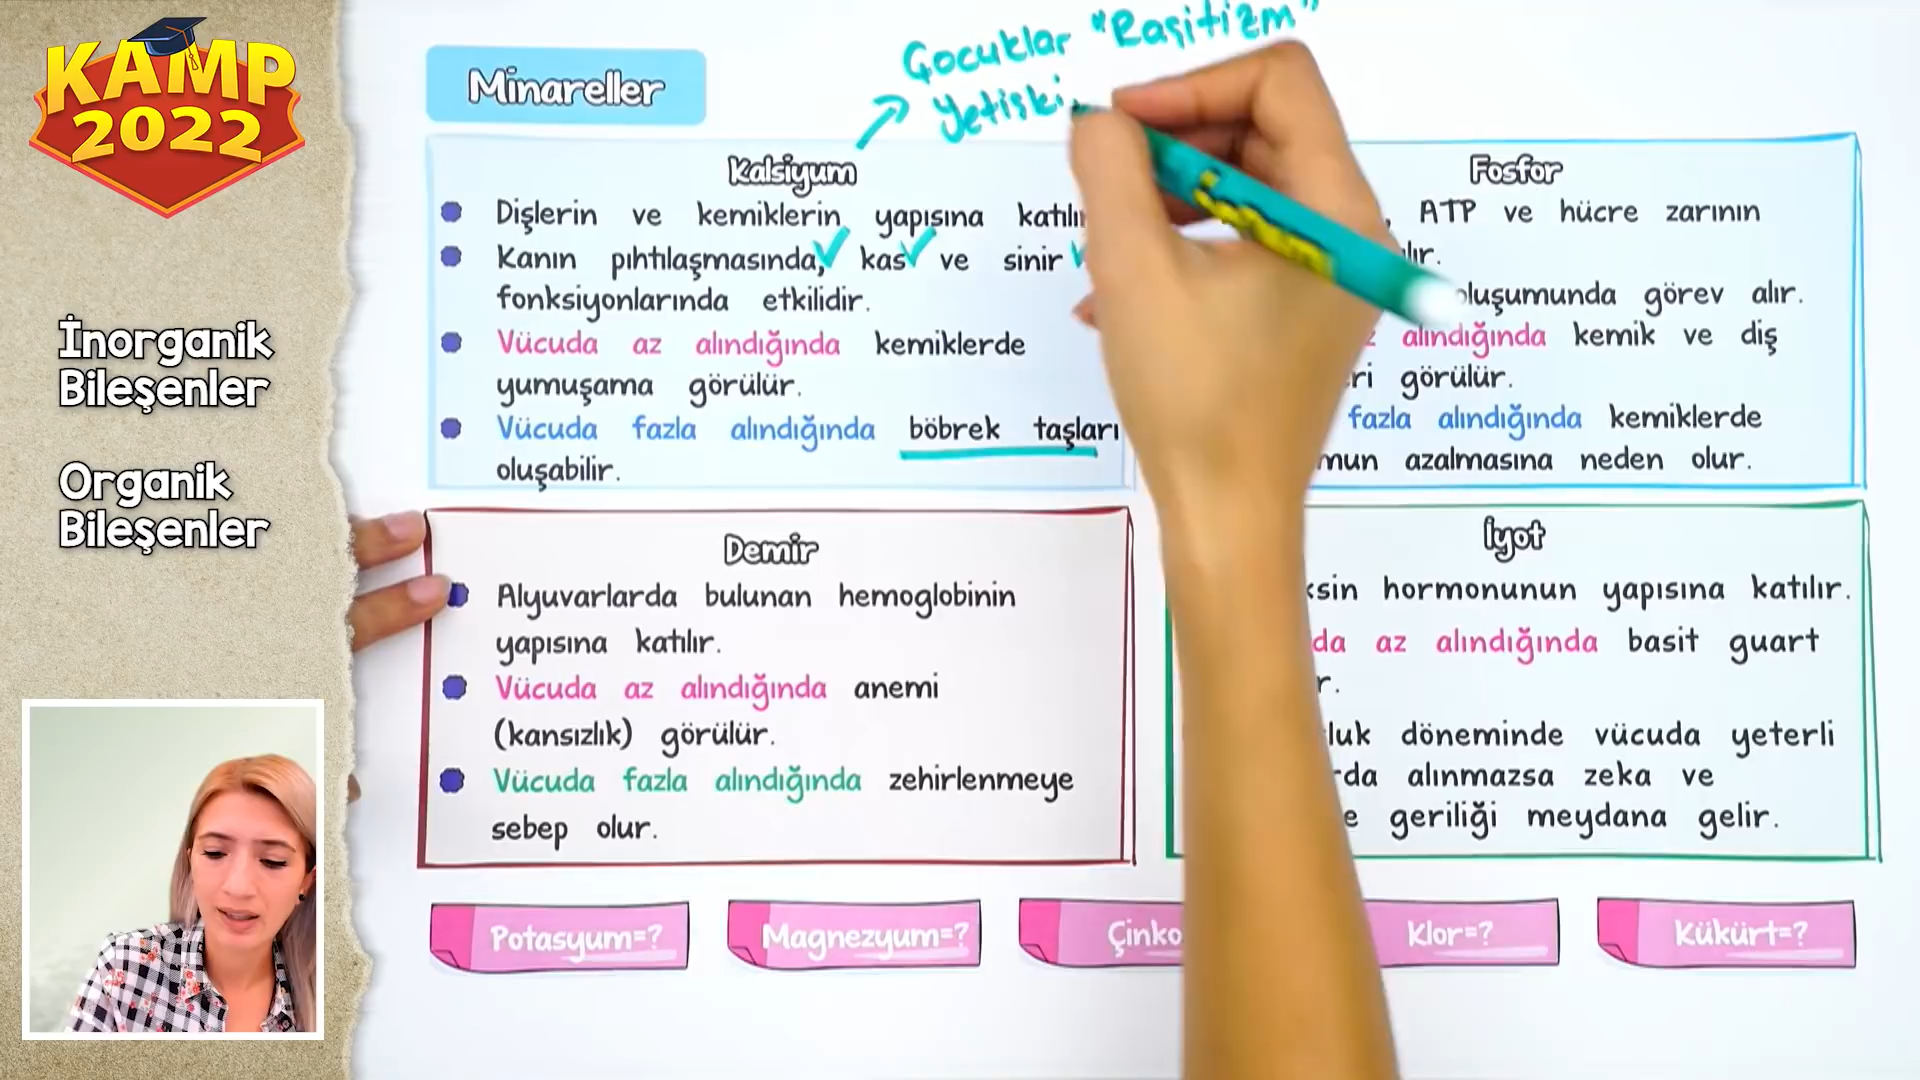 KAMP
2022
İnorganik
Bileşenler
Organik
Bileşenler
Çocuklar "Raşitizm"
Minareller
Kalsiyum
Dişlerin ve kemiklerin yapısına
Kanın pıhtılaşmasında, kas ve sinir
fonksiyonlarında etkilidir.
Vücuda az alındığında kemiklerde
yumuşama görülür.
Vücuda fazla alındığında böbrek taşları
oluşabilir.
Fosfor
ATP ve hücre zarının
görev alır.
alındığında kemik ve diş
görülür.
fazla alındığında kemiklerde
azalmasına neden olur.
Demir
Alyuvarlarda bulunan hemoglobinin
yapısına katılır.
Vücuda az alındığında anemi
(kansızlık) görülür.
Vücuda fazla alındığında zehirlenmeye
sebep olur.
İyot
hormonunun yapısına katılır.
az alındığında basit guart
döneminde vücuda yeterli
alınmazsa zeka ve
geriliği meydana gelir.
Potasyum=?
Magnezyum=?
Çinko
Klor=?
Kükürt=?